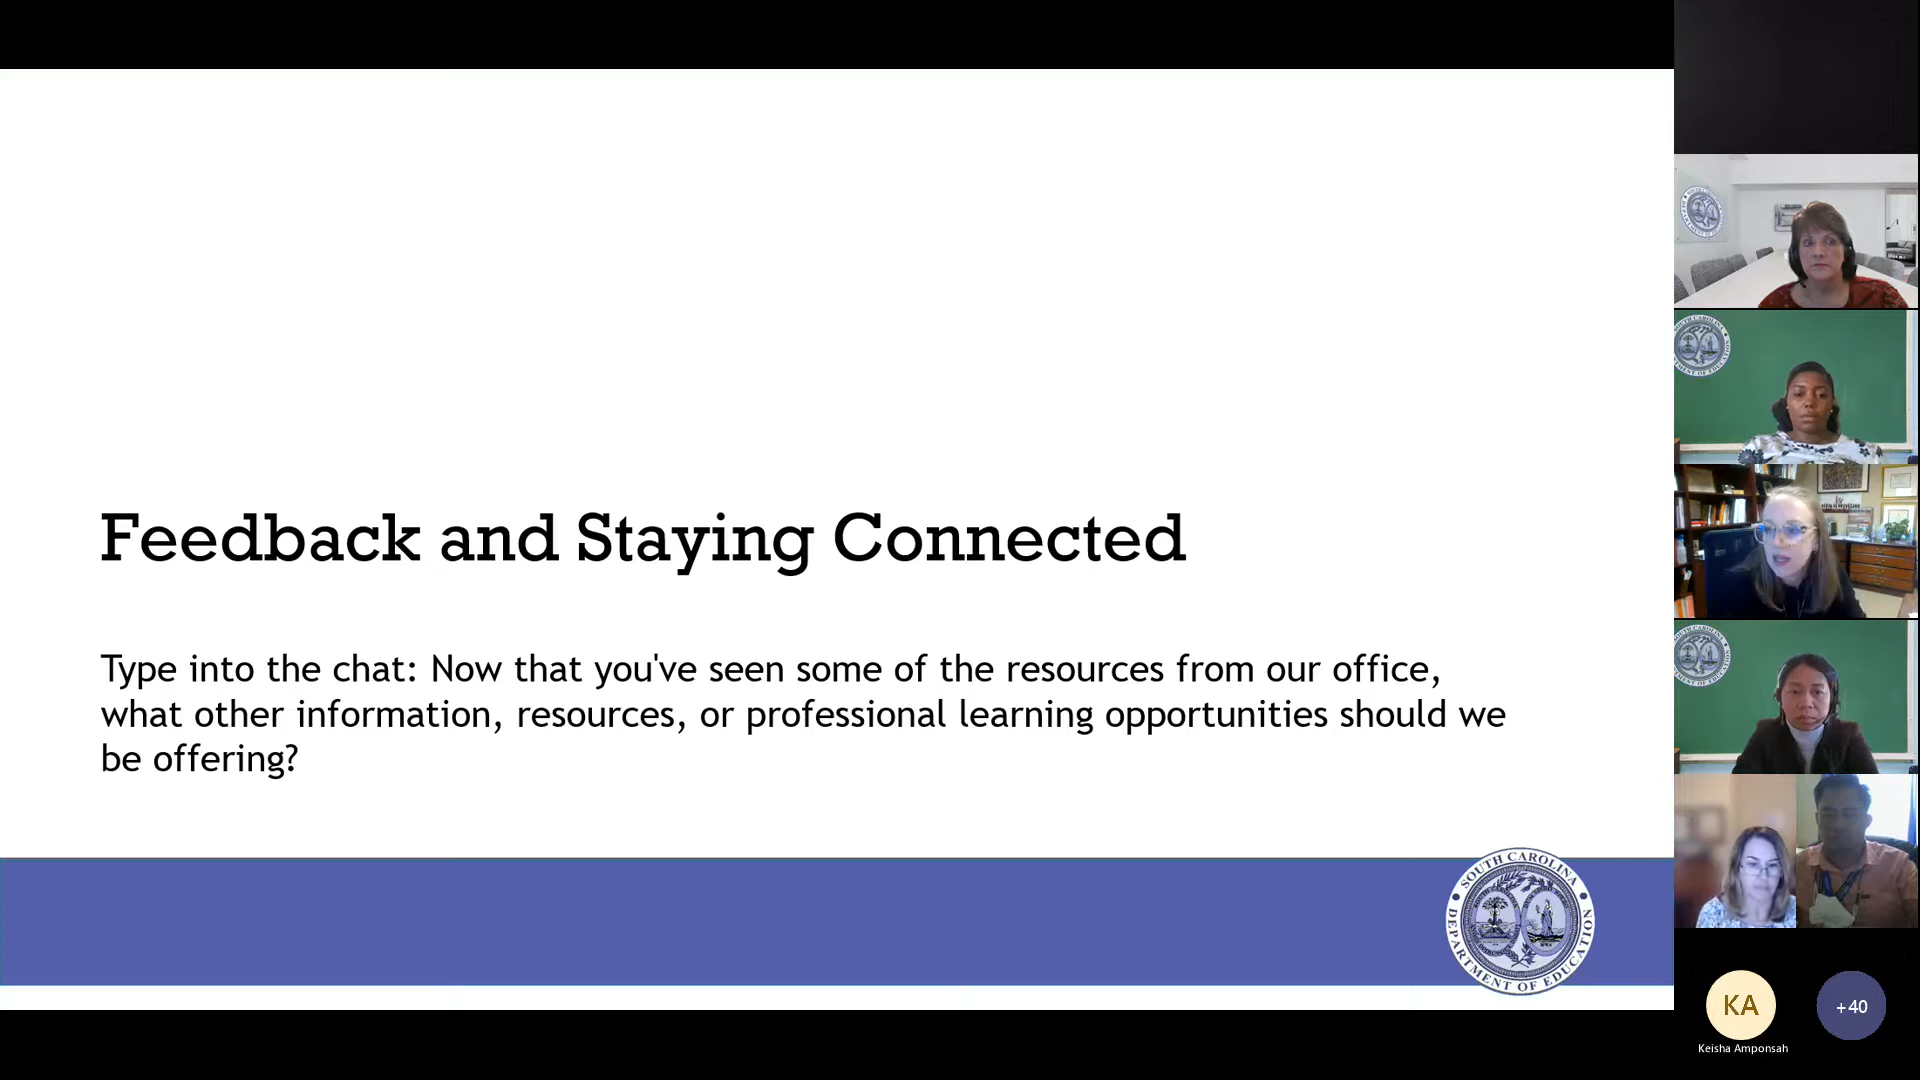 Feedback and Staying Connected
Type into the chat: Now that you've seen some of the resources from our office,
what other information, resources, or professional learning opportunities should we
be offering?
SOUTH CAROLINA
DEPARTMENT OF EDUCATION
KA
Keisha Amponsah
+40